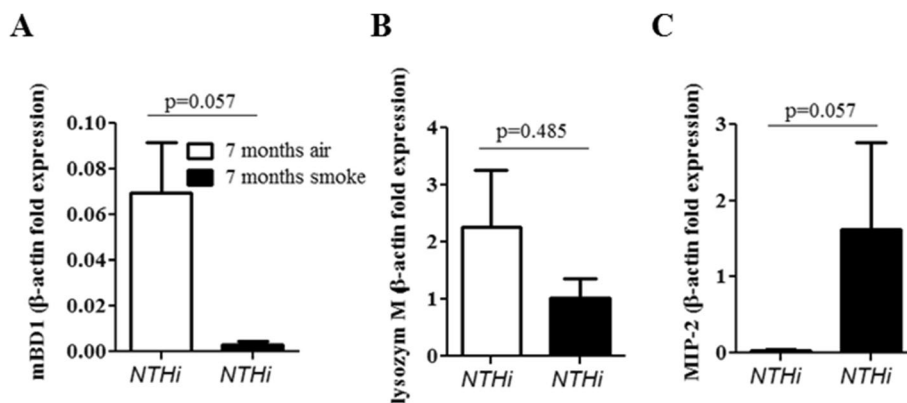 A
B
C
mBD1 (β-actin fold expression)
p=0.057
0.10
0.08
0.06
0.04
0.02
0.00
7 months air
7 months smoke
NTHi NTHi
lysozym M (β-actin fold expression)
p=0.485
4
3
2
1
0
NTHi NTHi
MIP-2 (β-actin fold expression)
p=0.057
3
2
1
0
NTHi NTHi